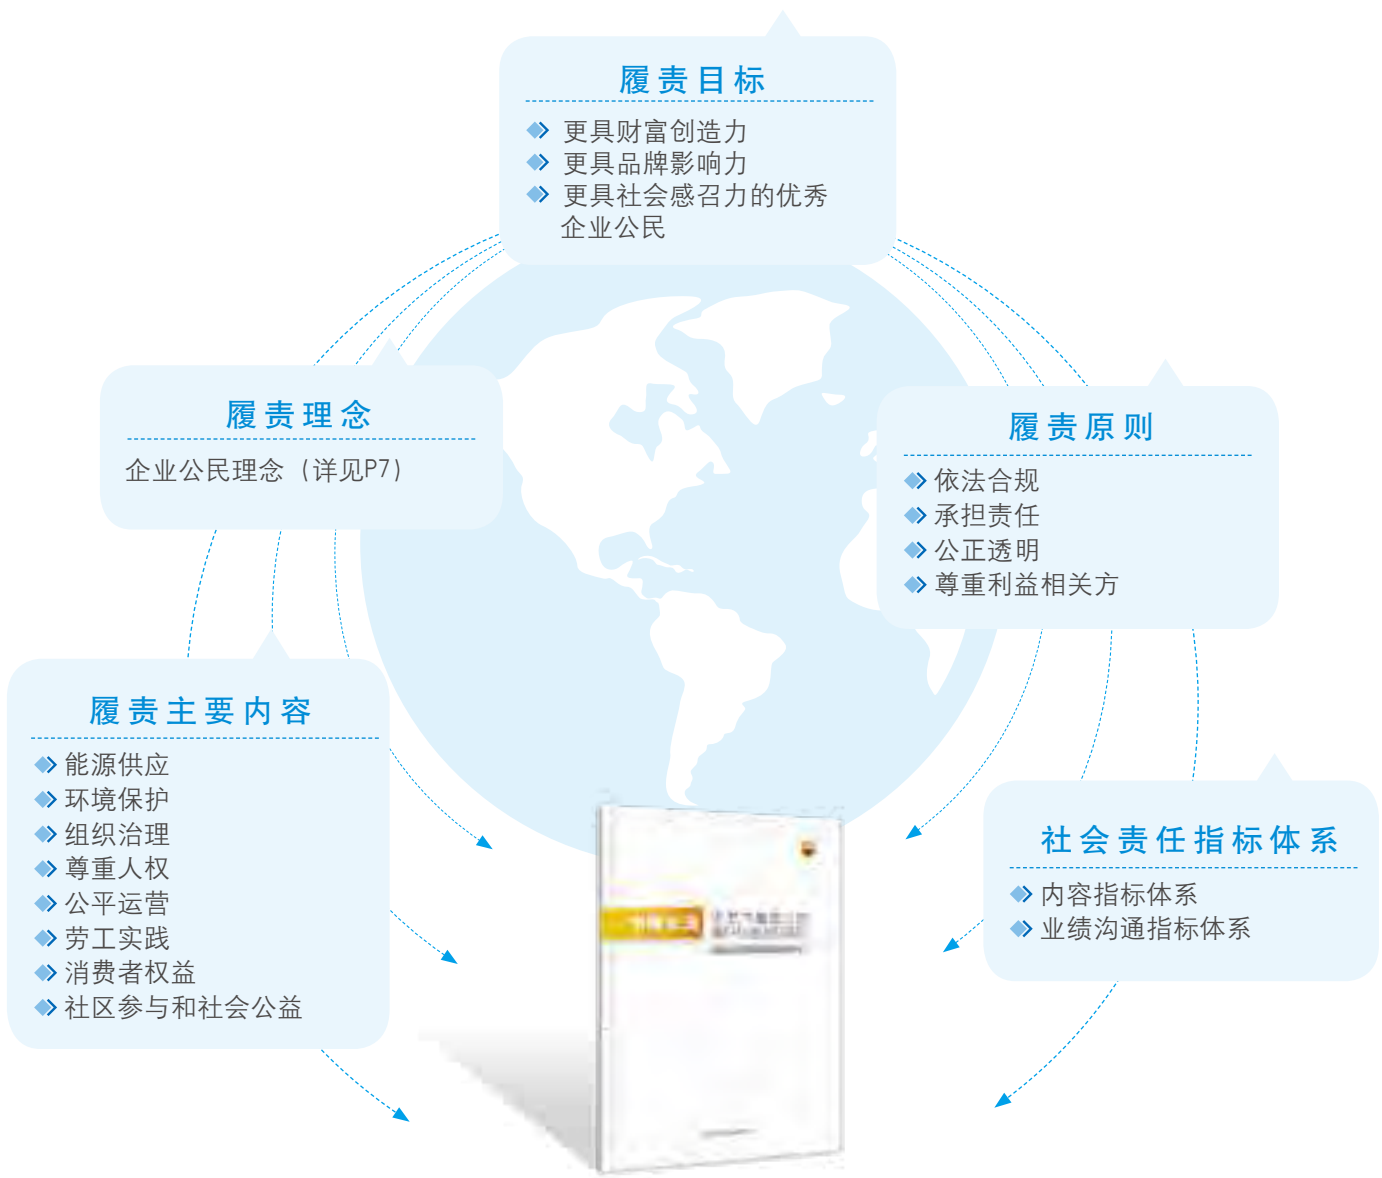 履责目标
更具财富创造力
更具品牌影响力
更具社会感召力的优秀
企业公民
履责理念
企业公民理念（详见P7）
履责原则
依法合规
承担责任
公正透明
尊重利益相关方
履责主要内容
能源供应
环境保护
组织治理
尊重人权
公平运营
劳工实践
消费者权益
社区参与和社会公益
社会责任指标体系
内容指标体系
业绩沟通指标体系